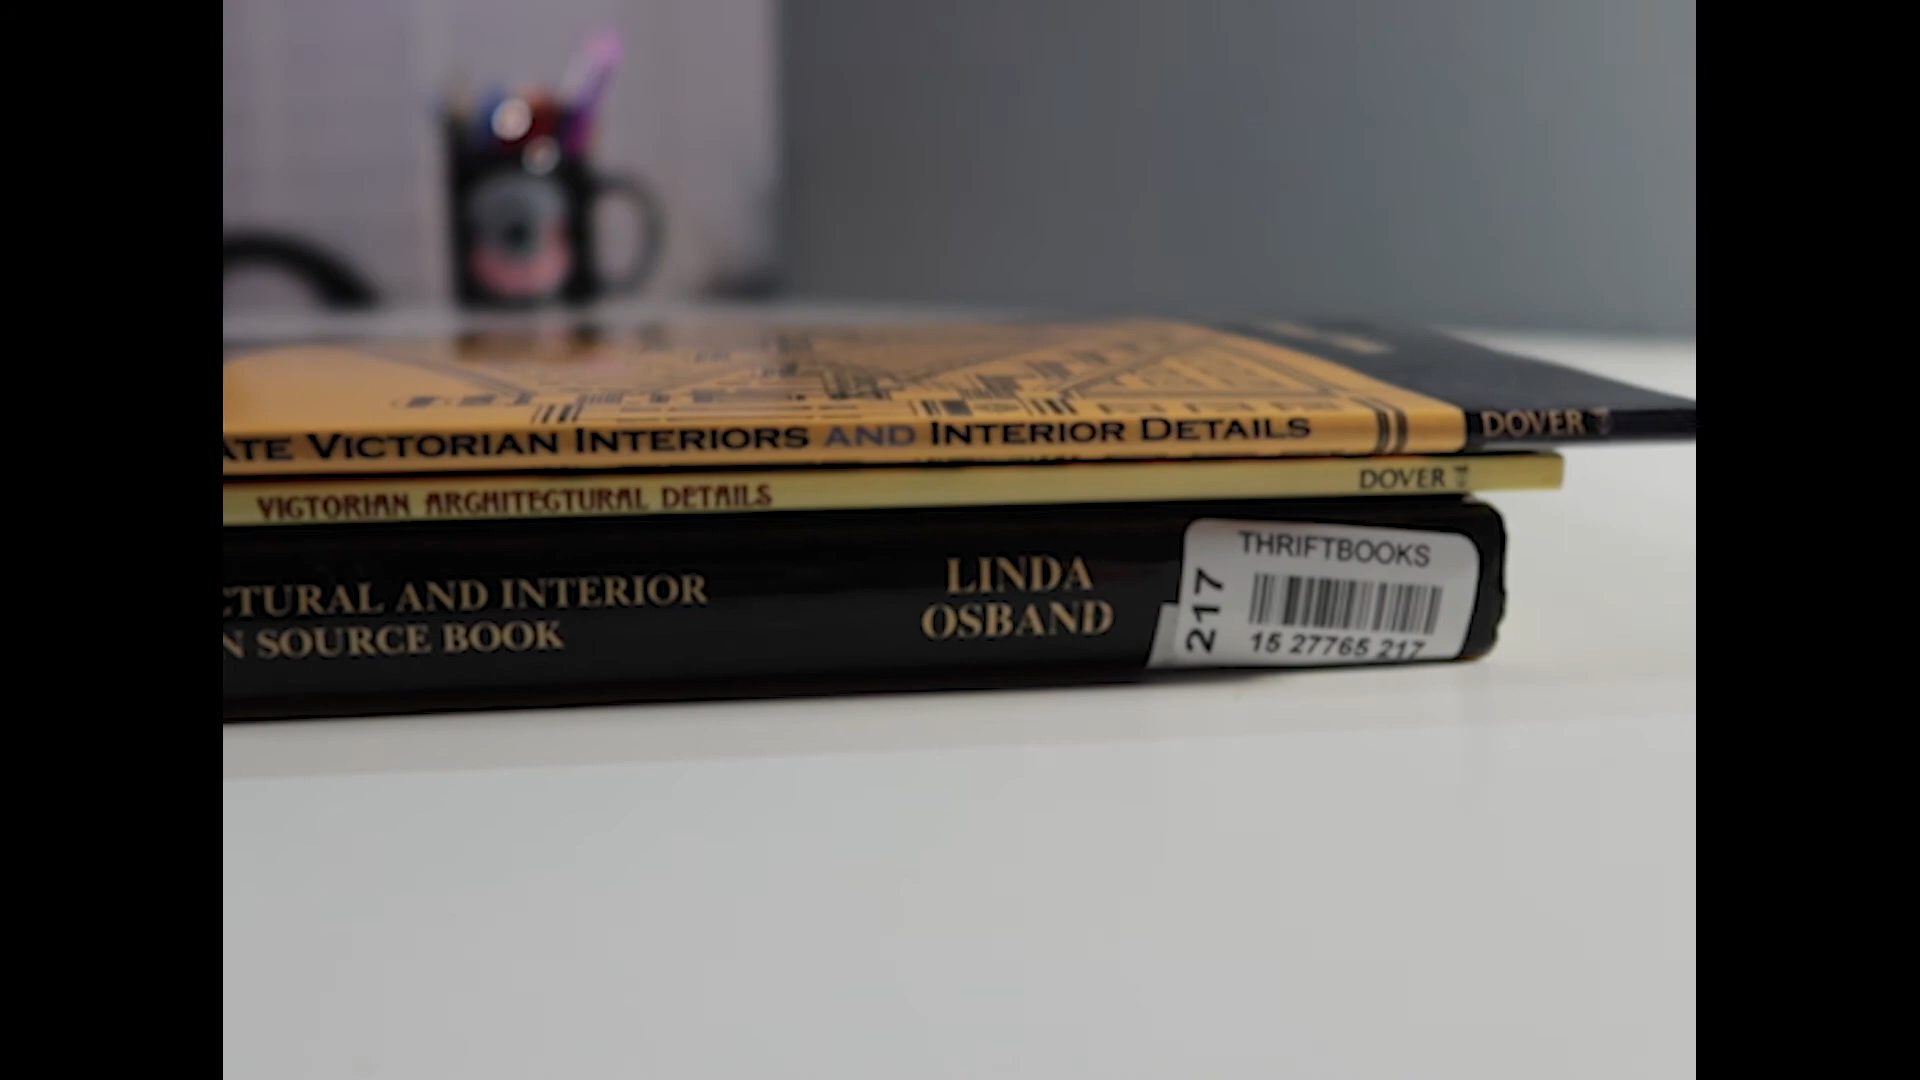 ATE VICTORIAN INTERIORS AND INTERIOR DETAILS DOVER
VICTORIAN ARCHITECTURAL DETAILS DOVER
CTURAL AND INTERIOR
N SOURCE BOOK
LINDA
OSBAND
THRIFTBOOKS
217
15 27765 217